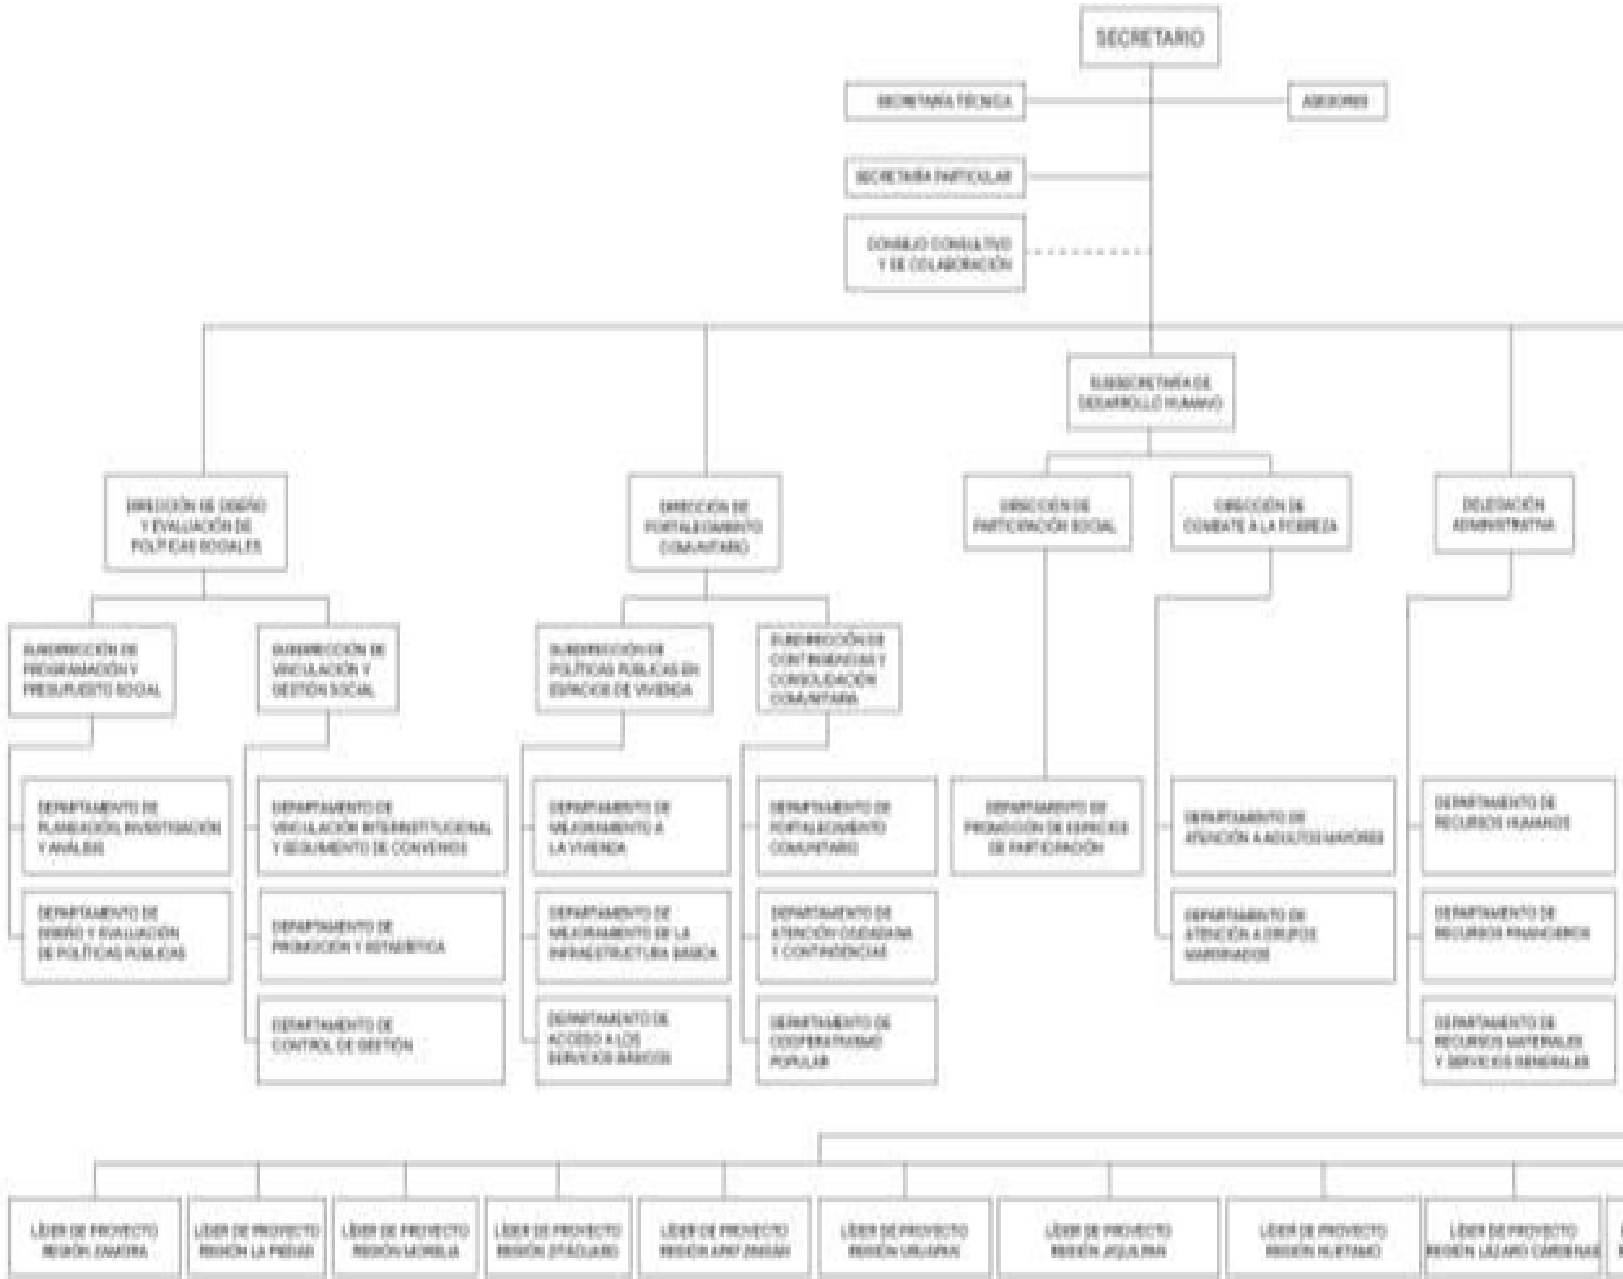 SECRETARIO
SECRETARÍA TÉCNICA
ASESORES
SECRETARÍA PARTICULAR
CONSEJO CONSULTIVO
Y DE COLABORACIÓN
SUBSECRETARÍA DE
DESARROLLO HUMANO
DIRECCIÓN DE DISEÑO
Y EVALUACIÓN DE
POLÍTICAS SOCIALES
DIRECCIÓN DE
FORTALECIMIENTO
COMUNITARIO
DIRECCIÓN DE
PARTICIPACIÓN SOCIAL
DIRECCIÓN DE
COMBATE A LA POBREZA
DELEGACIÓN
ADMINISTRATIVA
SUBDIRECCIÓN DE
PROGRAMACIÓN Y
PRESUPUESTO SOCIAL
SUBDIRECCIÓN DE
VINCULACIÓN Y
GESTIÓN SOCIAL
SUBDIRECCIÓN DE
POLÍTICAS PÚBLICAS EN
ESPACIOS DE VIVIENDA
SUBDIRECCIÓN DE
CONTINGENCIAS Y
CONSOLIDACIÓN
COMUNITARIA
DEPARTAMENTO DE
PLANEACIÓN, INVESTIGACIÓN
Y ANÁLISIS
DEPARTAMENTO DE
VINCULACIÓN INTERINSTITUCIONAL
Y SEGUIMIENTO DE CONVENIOS
DEPARTAMENTO DE
MEJORAMIENTO A
LA VIVIENDA
DEPARTAMENTO DE
FORTALECIMIENTO
COMUNITARIO
DEPARTAMENTO DE
PROMOCIÓN DE ESPACIOS
DE PARTICIPACIÓN
DEPARTAMENTO DE
ATENCIÓN A ADULTOS MAYORES
DEPARTAMENTO DE
RECURSOS HUMANOS
DEPARTAMENTO DE
DISEÑO Y EVALUACIÓN
DE POLÍTICAS PÚBLICAS
DEPARTAMENTO DE
PROMOCIÓN Y ESTADÍSTICA
DEPARTAMENTO DE
MEJORAMIENTO DE LA
INFRAESTRUCTURA BÁSICA
DEPARTAMENTO DE
ATENCIÓN CIUDADANA
Y CONTINGENCIAS
DEPARTAMENTO DE
ATENCIÓN A GRUPOS
MARGINADOS
DEPARTAMENTO DE
RECURSOS FINANCIEROS
DEPARTAMENTO DE
CONTROL DE GESTIÓN
DEPARTAMENTO DE
ACCESO A LOS
SERVICIOS BÁSICOS
DEPARTAMENTO DE
COOPERATIVISMO
POPULAR
DEPARTAMENTO DE
RECURSOS MATERIALES
Y SERVICIOS GENERALES
LÍDER DE PROYECTO
REGIÓN ZAMORA
LÍDER DE PROYECTO
REGIÓN LA PIEDAD
LÍDER DE PROYECTO
REGIÓN MORELIA
LÍDER DE PROYECTO
REGIÓN ZITÁCUARO
LÍDER DE PROYECTO
REGIÓN APATZINGÁN
LÍDER DE PROYECTO
REGIÓN URUAPAN
LÍDER DE PROYECTO
REGIÓN JIQUILPAN
LÍDER DE PROYECTO
REGIÓN HUETAMO
LÍDER DE PROYECTO
REGIÓN LÁZARO CÁRDENAS